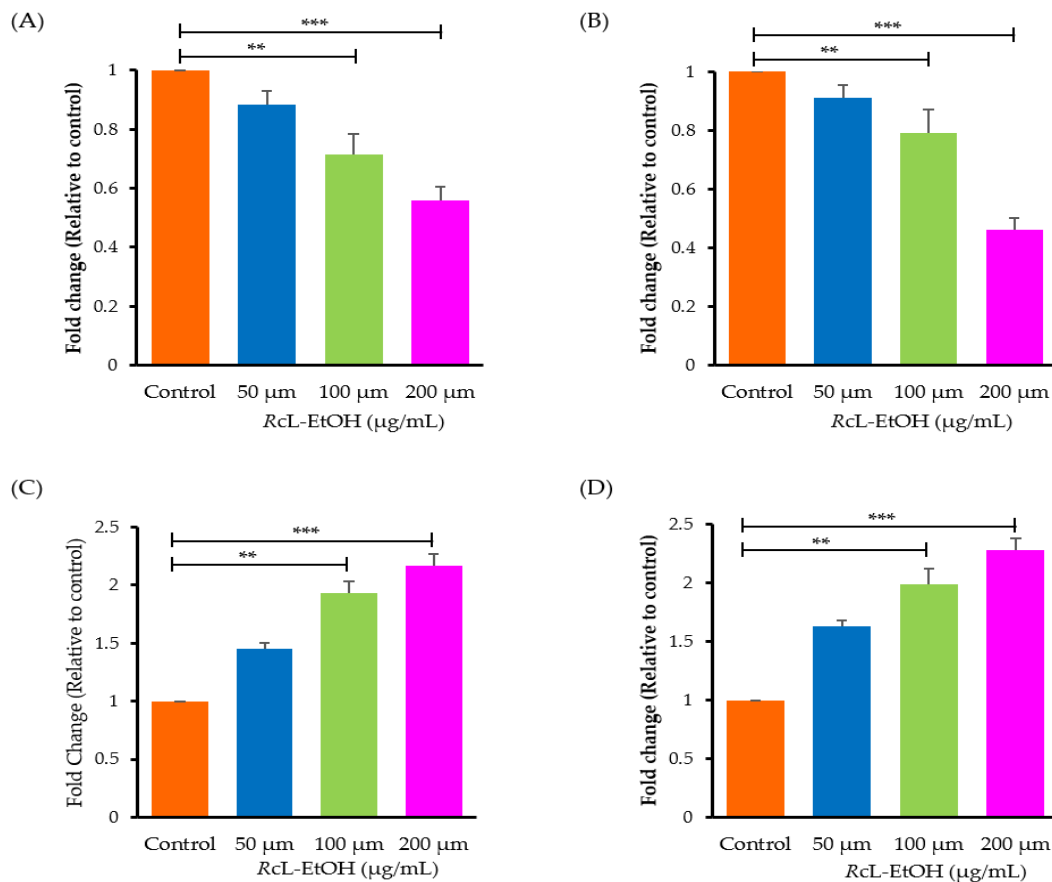 (A)
***
**
Fold change (Relative to control)
1
0.8
0.6
0.4
0.2
0
Control 50 μm 100 μm 200 μm
RcL-EtOH (μg/mL)
(B)
***
**
Fold change (Relative to control)
1
0.8
0.6
0.4
0.2
0
Control 50 μm 100 μm 200 μm
RcL-EtOH (μg/mL)
(C)
***
**
Fold Change (Relative to control)
2.5
2
1.5
1
0.5
0
Control 50 μm 100 μm 200 μm
RcL-EtOH (μg/mL)
(D)
***
**
Fold change (Relative to control)
2.5
2
1.5
1
0.5
0
Control 50 μm 100 μm 200 μm
RcL-EtOH (μg/mL)